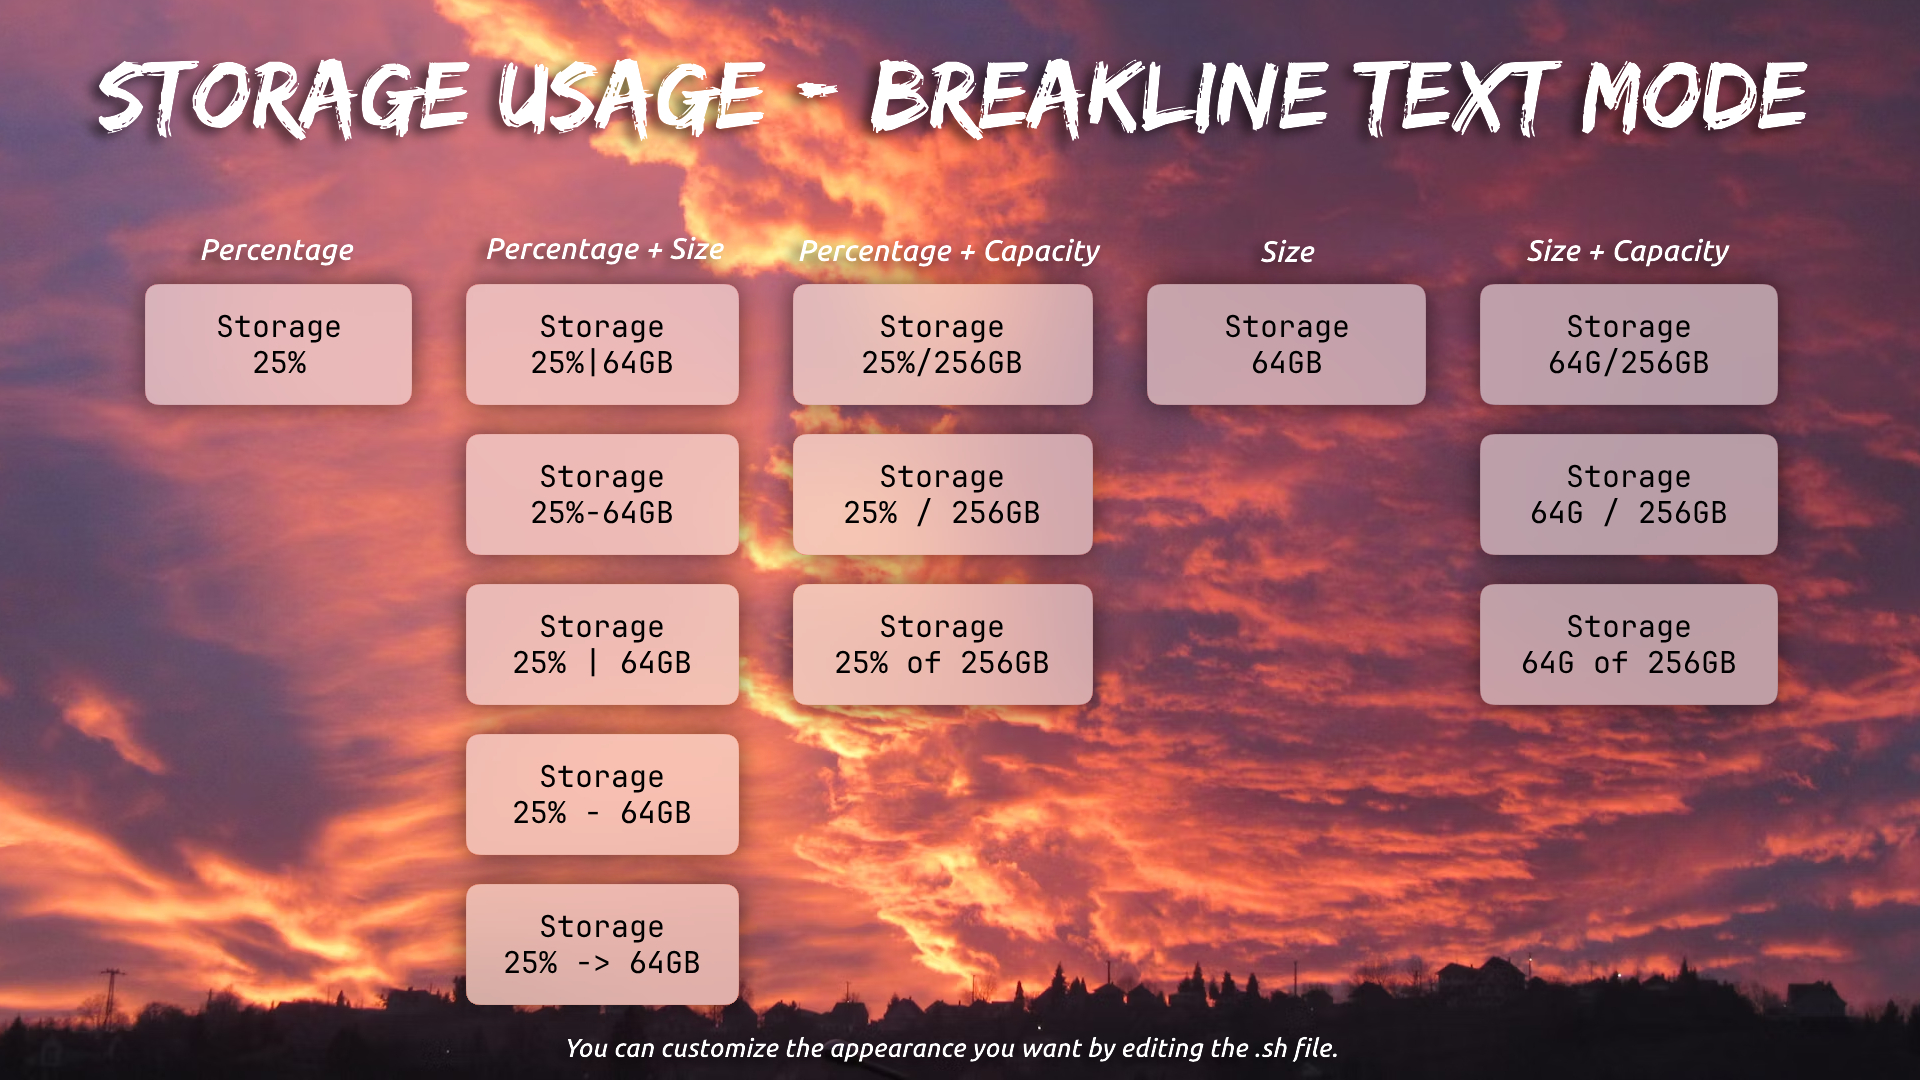 STORAGE USAGE - BREAKLINE TEXT MODE
Percentage
Storage
25%
Percentage + Size
Storage
25%|64GB
Storage
25%-64GB
Storage
25% | 64GB
Storage
25% - 64GB
Storage
25% -> 64GB
Percentage + Capacity
Storage
25%/256GB
Storage
25% / 256GB
Storage
25% of 256GB
Size
Storage
64GB
Size + Capacity
Storage
64G/256GB
Storage
64G / 256GB
Storage
64G of 256GB
You can customize the appearance you want by editing the .sh file.